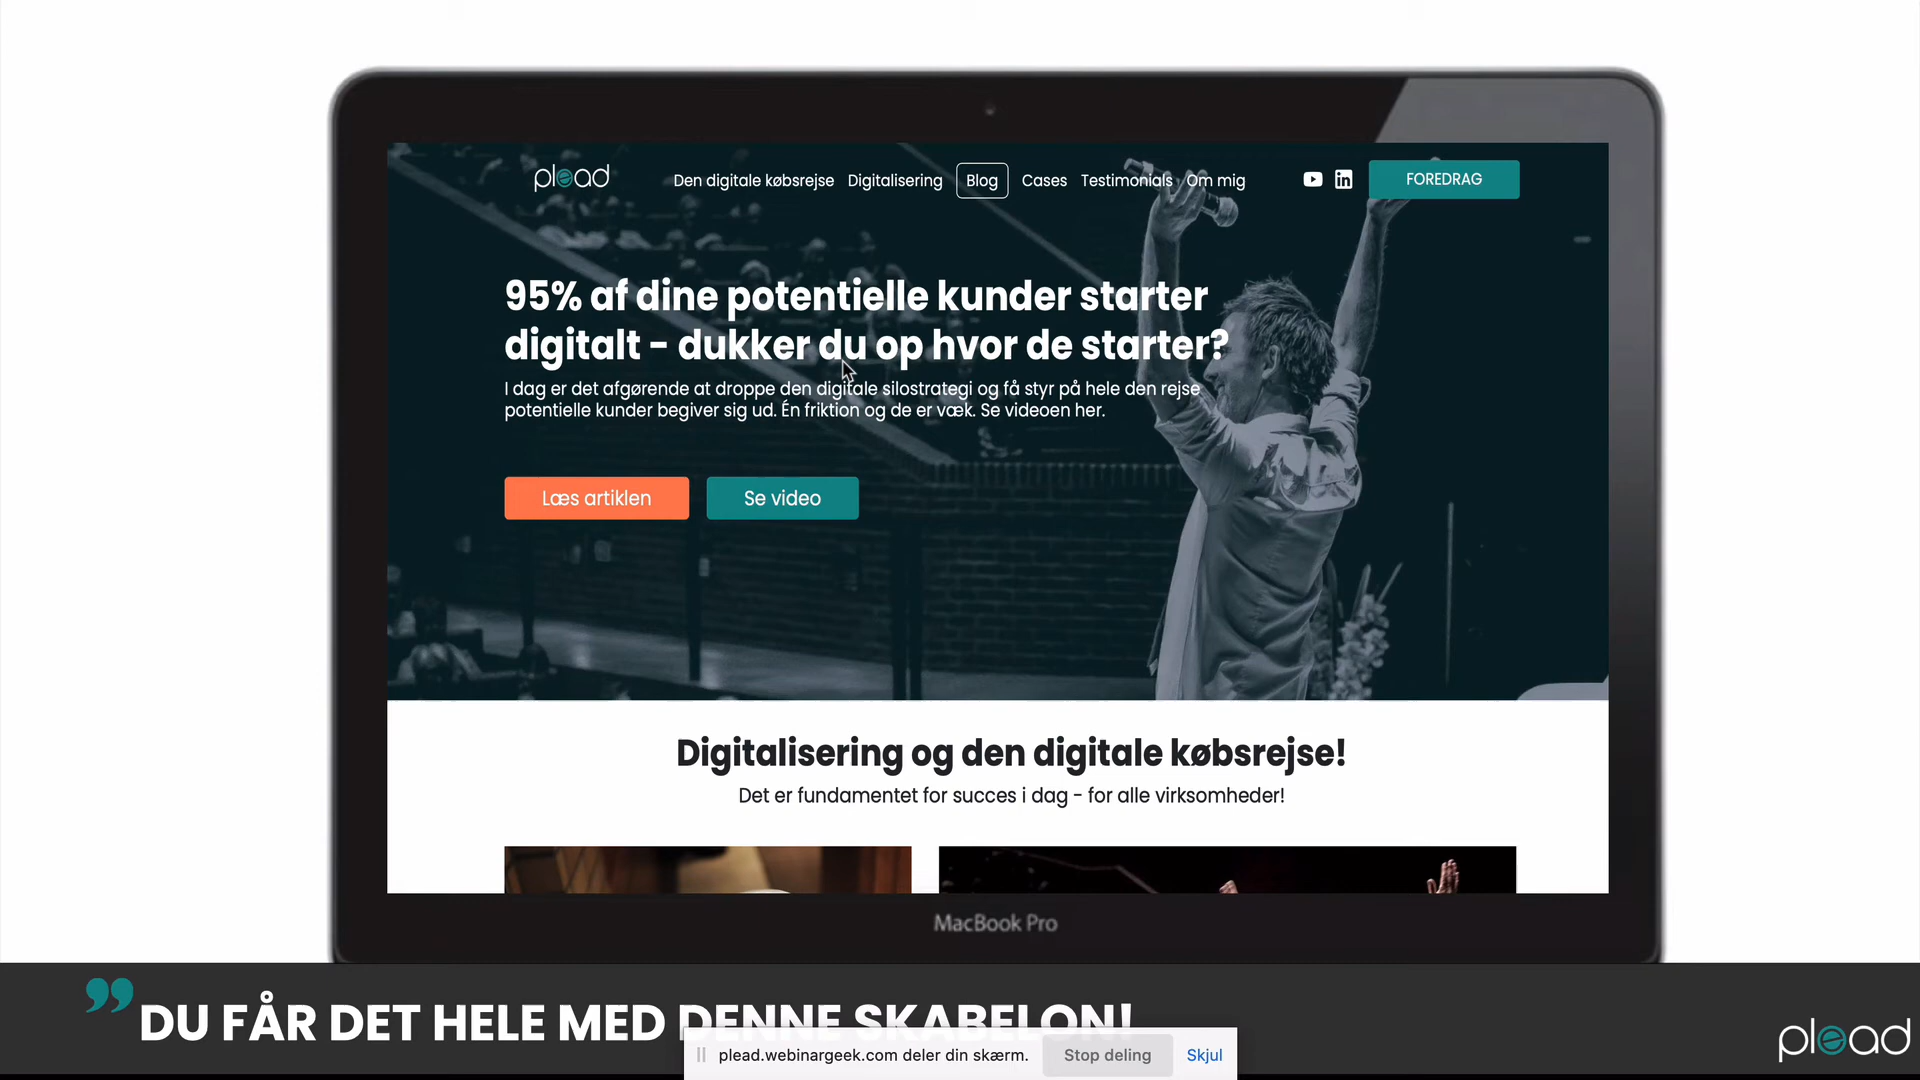 plead
Den digitale købsrejse Digitalisering Blog Cases Testimonials Om mig
FOREDRAG
95% af dine potentielle kunder starter
digitalt - dukker du op hvor de starter?
I dag er det afgørende at droppe den digitale silostrategi og få styr på hele den rejse
potentielle kunder begiver sig ud. Én friktion og de er væk. Se videoen her.
Læs artiklen Se video
Digitalisering og den digitale købsrejse!
Det er fundamentet for succes i dag - for alle virksomheder!
MacBook Pro
” DU FÅR DET HELE MED DENNE SKABELON!
plead.webinargeek.com deler din skærm. Stop deling Skjul
plead